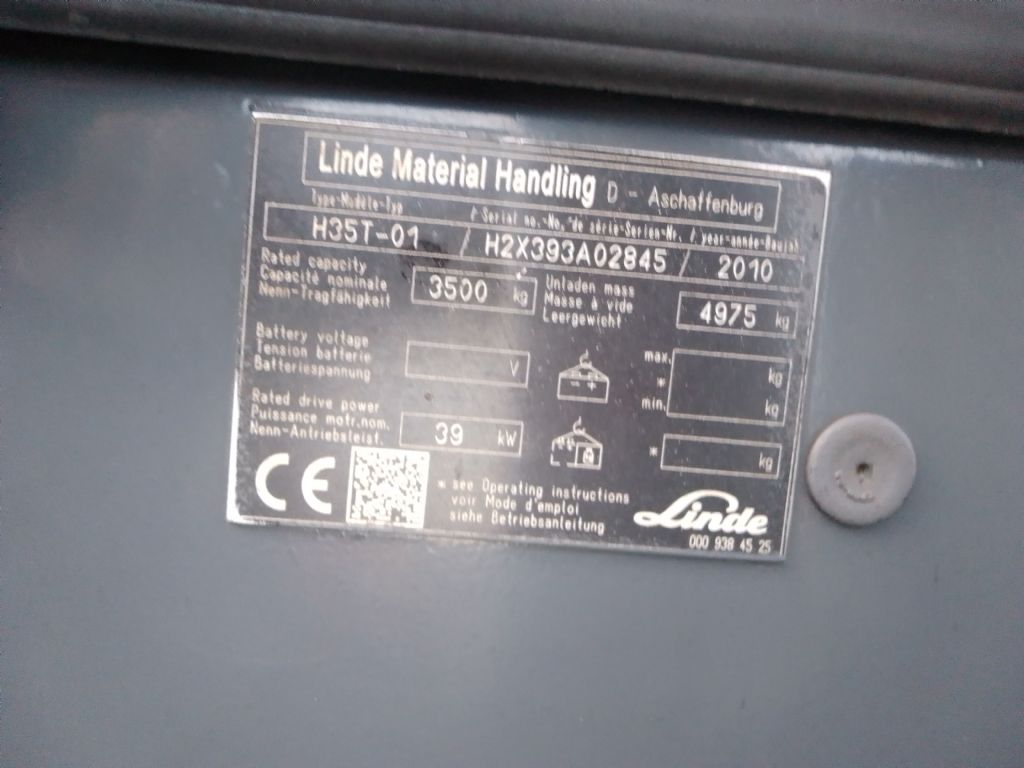 Linde Material Handling D - Aschaffenburg
Type-Modèle-Typ / Serial no.-No. de série-Serien-Nr. / year-année-Baujahr
H35T-01 / H2X393A02845 / 2010
Rated capacity
Capacité nominale
Nenn-Tragfähigkeit
3500 kg
Unladen mass
Masse à vide
Leergewicht
4975 kg
Battery voltage
Tension batterie
Batteriespannung
V
- +
max. kg
*
min. kg
Rated drive power
Puissance motr.nom.
Nenn-Antriebsleist.
39 kW
* kg
CE
* see Operating instructions
voir Mode d'emploi
siehe Betriebsanleitung
Linde
000 938 45 25